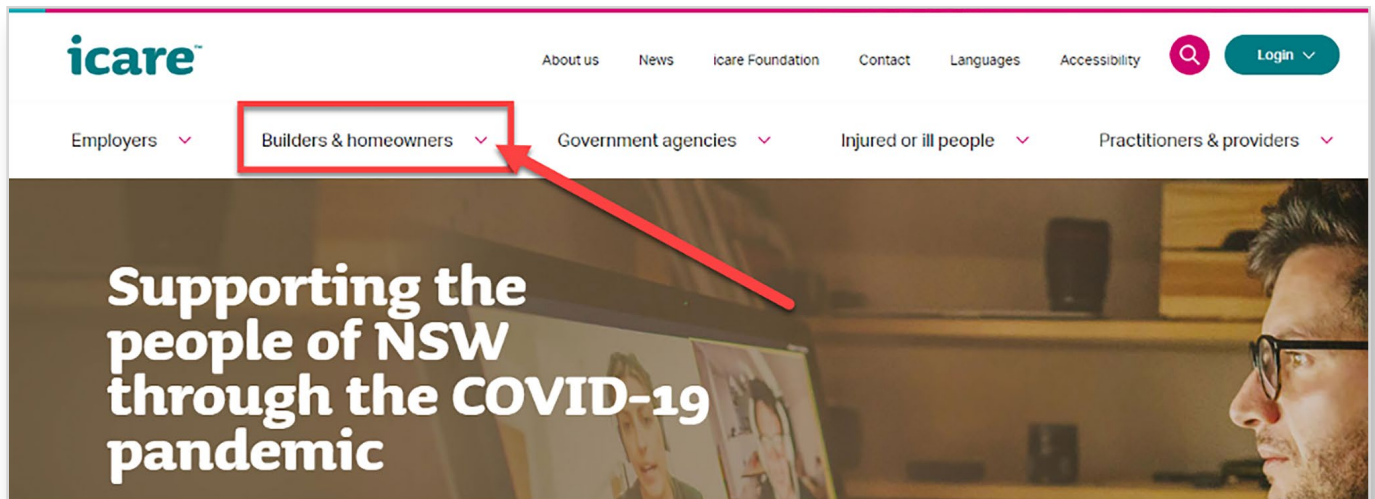 icare™
About us News icare Foundation Contact Languages Accessibility Login
Employers Builders & homeowners Government agencies Injured or ill people Practitioners & providers
Supporting the
people of NSW
through the COVID-19
pandemic